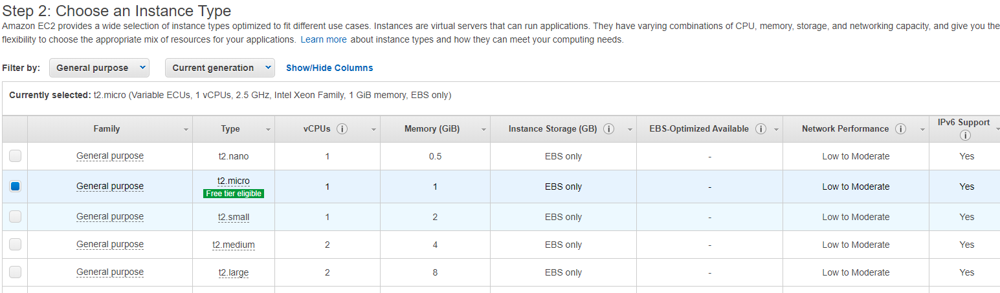 Step 2: Choose an Instance Type
Amazon EC2 provides a wide selection of instance types optimized to fit different use cases. Instances are virtual servers that can run applications. They have varying combinations of CPU, memory, storage, and networking capacity, and give you the
flexibility to choose the appropriate mix of resources for your applications. Learn more about instance types and how they can meet your computing needs.
Filter by: General purpose Current generation Show/Hide Columns
Currently selected: t2.micro (Variable ECUs, 1 vCPUs, 2.5 GHz, Intel Xeon Family, 1 GiB memory, EBS only)
Family Type vCPUs i Memory (GiB) Instance Storage (GB) i EBS-Optimized Available i Network Performance i IPv6 Support i
General purpose t2.nano 1 0.5 EBS only - Low to Moderate Yes
General purpose t2.micro Free tier eligible 1 1 EBS only - Low to Moderate Yes
General purpose t2.small 1 2 EBS only - Low to Moderate Yes
General purpose t2.medium 2 4 EBS only - Low to Moderate Yes
General purpose t2.large 2 8 EBS only - Low to Moderate Yes